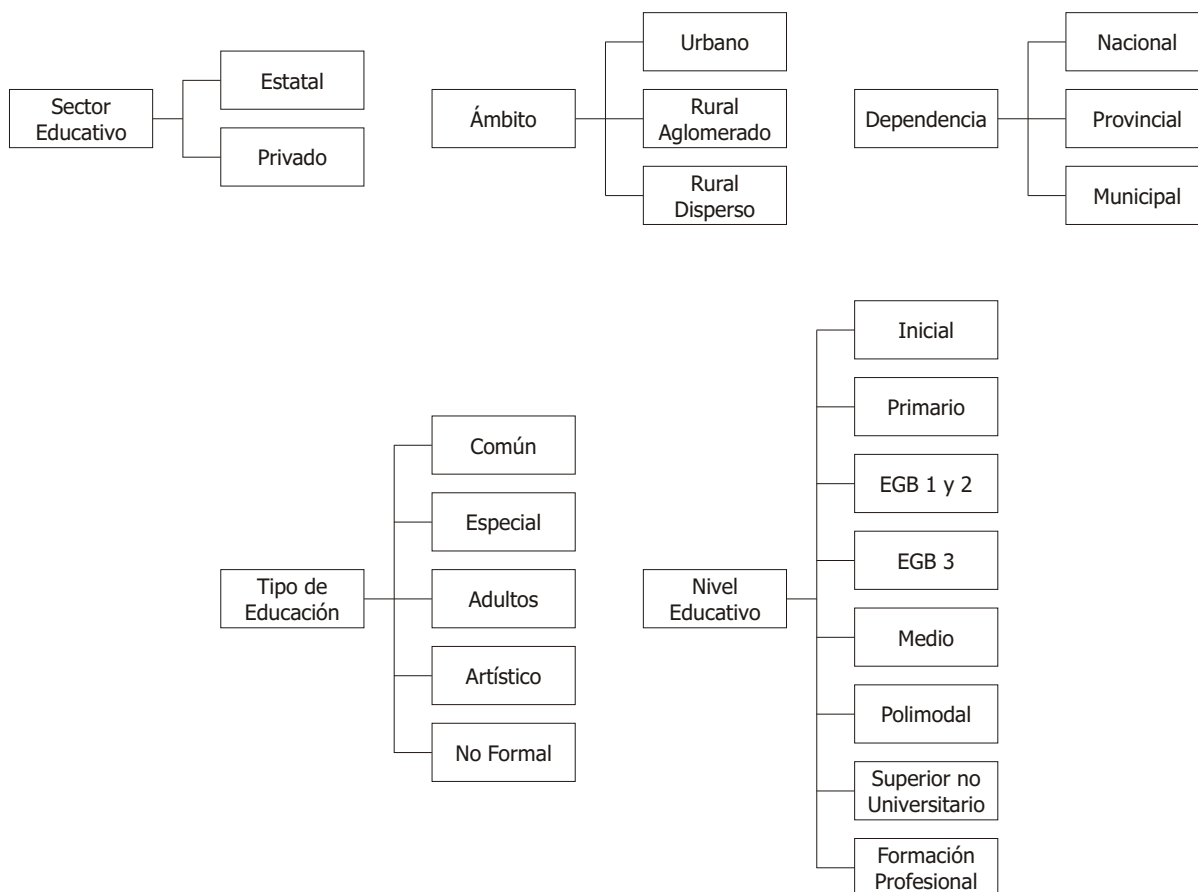 Sector
Educativo
Estatal
Privado
Ámbito
Urbano
Rural
Aglomerado
Rural
Disperso
Dependencia
Nacional
Provincial
Municipal
Tipo de
Educación
Común
Especial
Adultos
Artístico
No Formal
Nivel
Educativo
Inicial
Primario
EGB 1 y 2
EGB 3
Medio
Polimodal
Superior no
Universitario
Formación
Profesional